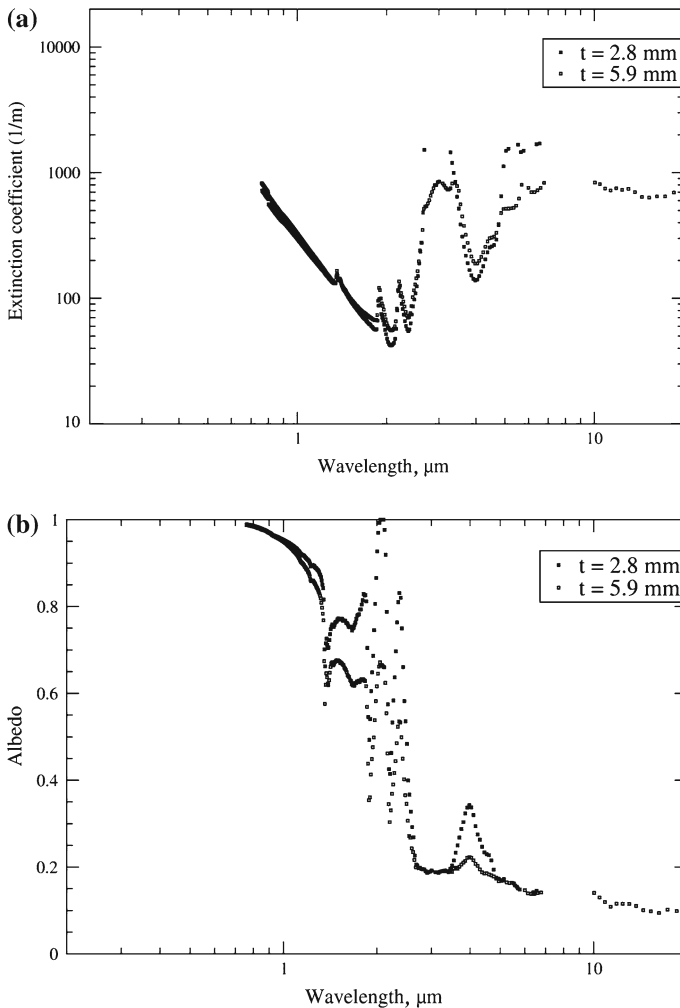 (a)
10000
1000
100
10
Extinction coefficient (1/m)
t = 2.8 mm
t = 5.9 mm
1
10
Wavelength, µm
(b)
1
0.8
0.6
0.4
0.2
0
Albedo
t = 2.8 mm
t = 5.9 mm
1
10
Wavelength, µm